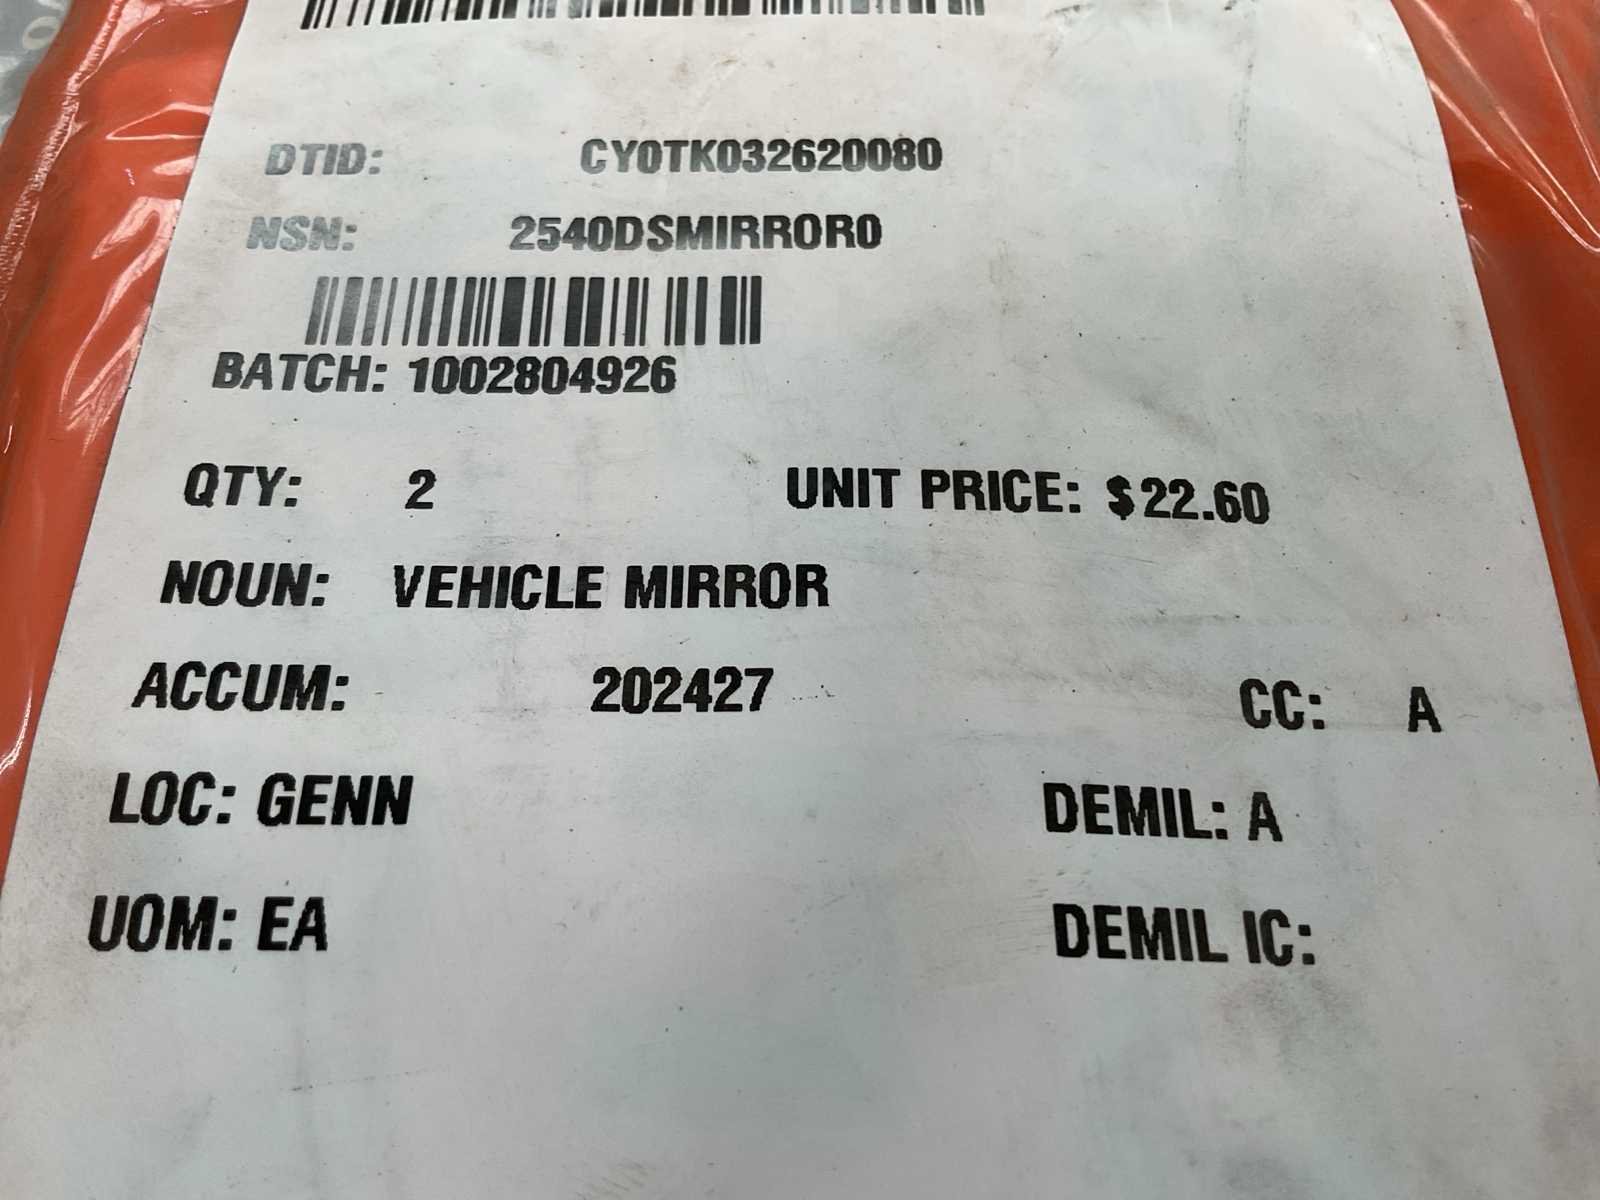 DTID: CY0TK032620080
NSN: 2540DSMIRROR0
BATCH: 1002804926
QTY: 2 UNIT PRICE: $22.60
NOUN: VEHICLE MIRROR
ACCUM: 202427 CC: A
LOC: GENN DEMIL: A
UOM: EA DEMIL IC: